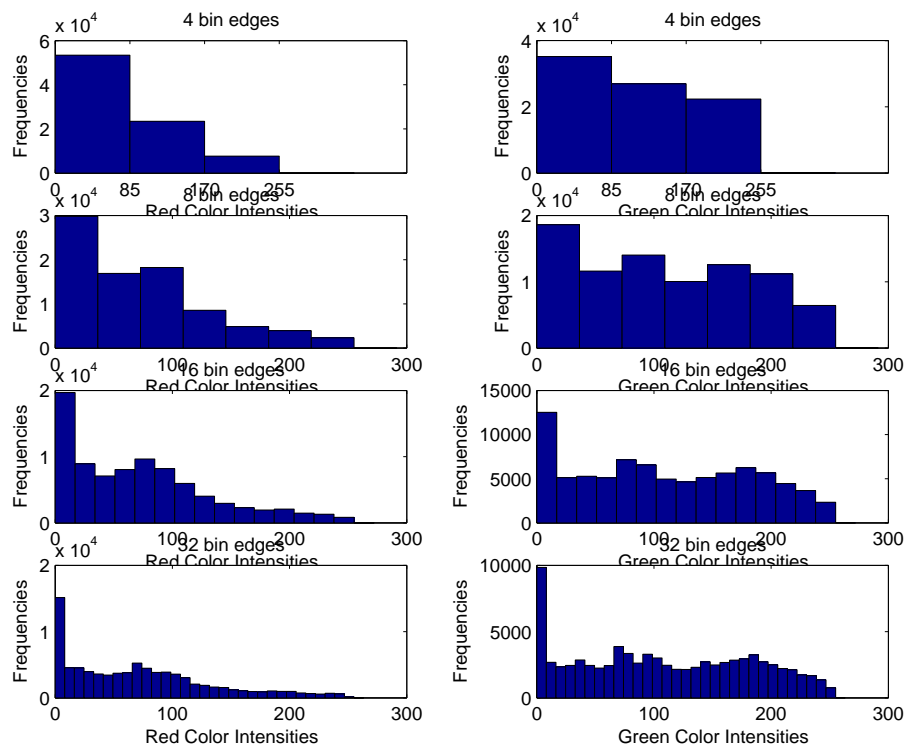 4 bin edges
x 10^4
6
4
2
0
Frequencies
0 85 170 255
Red Color Intensities
4 bin edges
x 10^4
4
2
0
Frequencies
0 85 170 255
Green Color Intensities
8 bin edges
x 10^4
3
2
1
0
Frequencies
0 100 200 300
Red Color Intensities
8 bin edges
x 10^4
2
1
0
Frequencies
0 100 200 300
Green Color Intensities
16 bin edges
x 10^4
2
1
0
Frequencies
0 100 200 300
Red Color Intensities
16 bin edges
15000
10000
5000
0
Frequencies
0 100 200 300
Green Color Intensities
32 bin edges
x 10^4
2
1
0
Frequencies
0 100 200 300
Red Color Intensities
32 bin edges
10000
5000
0
Frequencies
0 100 200 300
Green Color Intensities